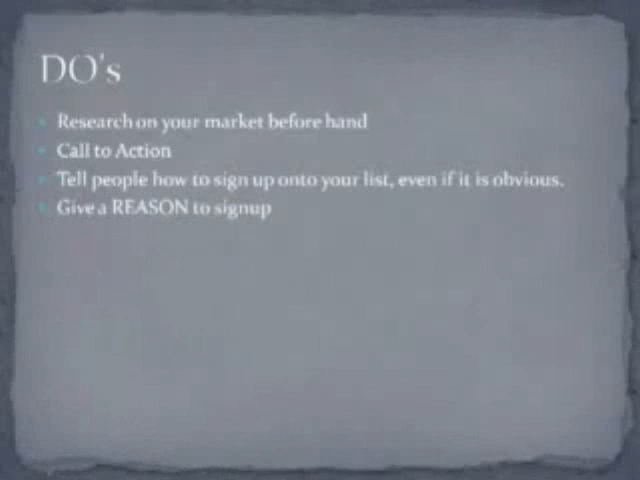 DO's
Research on your market before hand
Call to Action
Tell people how to sign up onto your list, even if it is obvious.
Give a REASON to signup